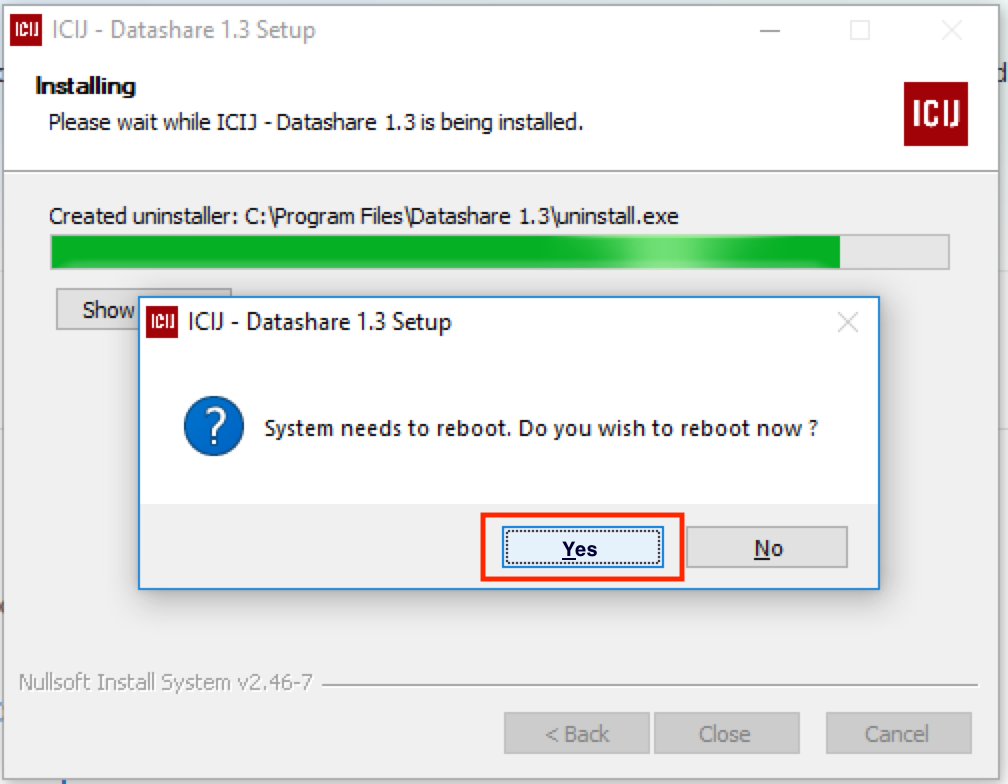 ICIJ ICIJ - Datashare 1.3 Setup
Installing
Please wait while ICIJ - Datashare 1.3 is being installed.
ICIJ
Created uninstaller: C:\Program Files\Datashare 1.3\uninstall.exe
Show
ICIJ ICIJ - Datashare 1.3 Setup
? System needs to reboot. Do you wish to reboot now ?
Yes No
Nullsoft Install System v2.46-7
< Back Close Cancel